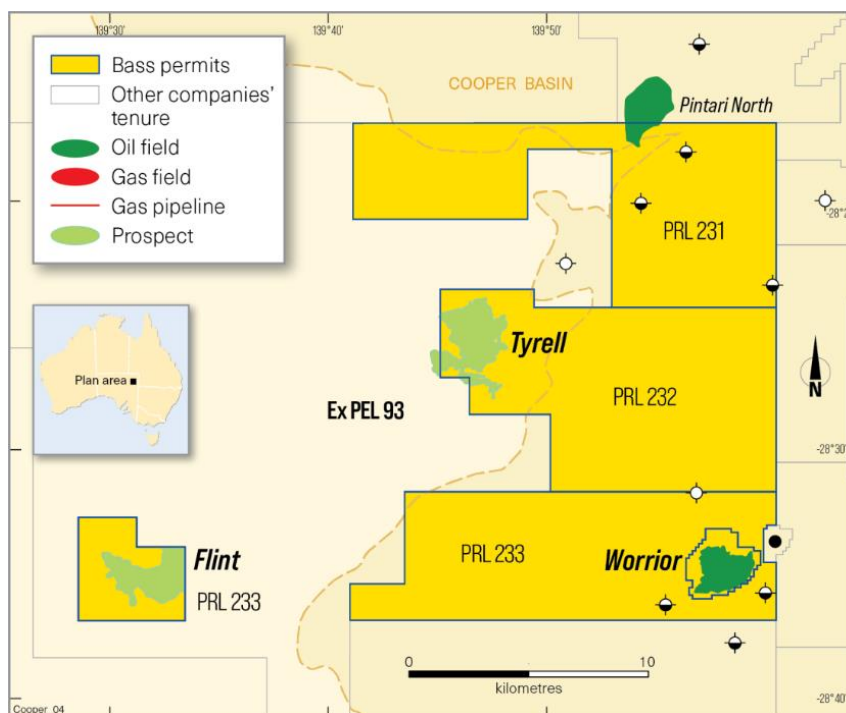 139°30'
139°40'
139°50'
Bass permits
Other companies'
tenure
Oil field
Gas field
Gas pipeline
Prospect
COOPER BASIN
Pintari North
-28°2
PRL 231
Tyrell
Plan area
N
Ex PEL 93
PRL 232
-28°30'
Flint
PRL 233
PRL 233
Worrior
0
10
kilometres
Cooper_04
-28°40'